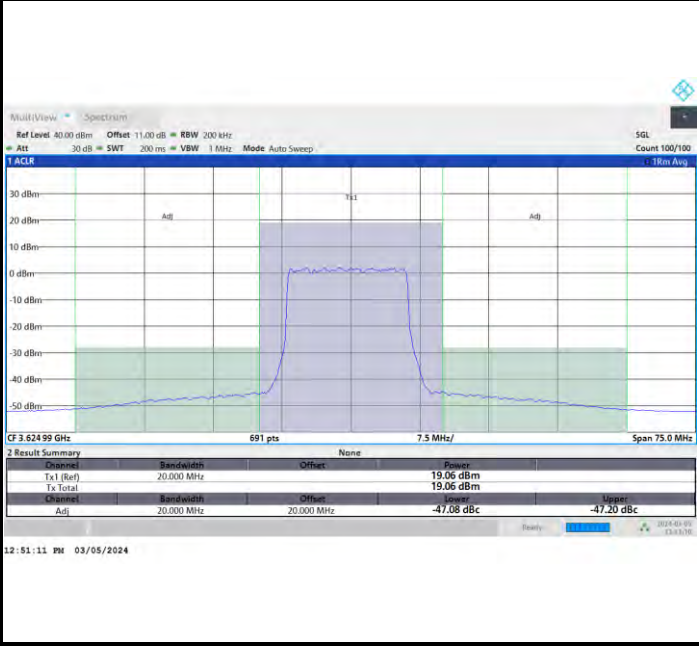 MultiView Spectrum
Ref Level 40.00 dBm Offset 11.00 dB RBW 200 kHz SGL
Att 30 dB SWT 200 ms VBW 1 MHz Mode Auto Sweep Count 100/100
1 ACLR 1Rm Avg
30 dBm
Tx1
Adj Adj
20 dBm
10 dBm
0 dBm
-10 dBm
-20 dBm
-30 dBm
-40 dBm
-50 dBm
CF 3.624 99 GHz 691 pts 7.5 MHz/ Span 75.0 MHz
2 Result Summary None
Channel Bandwidth Offset Power
Tx1 (Ref) 20.000 MHz 19.06 dBm
Tx Total 19.06 dBm
Channel Bandwidth Offset Lower Upper
Adj 20.000 MHz 20.000 MHz -47.08 dBc -47.20 dBc
Ready
12:51:11 PM 03/05/2024